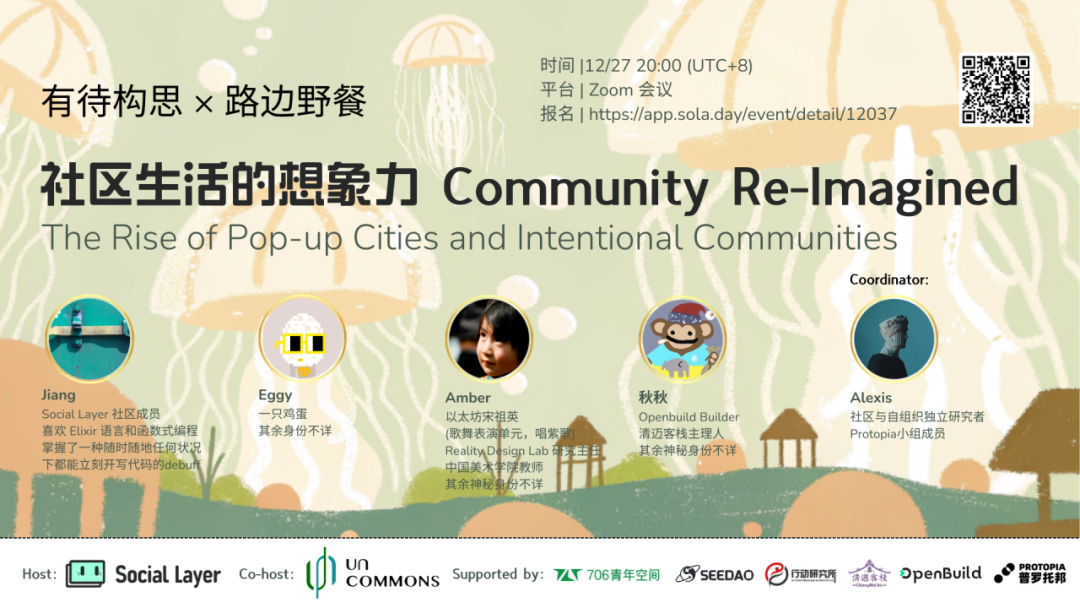 时间 |12/27 20:00 (UTC+8)
平台 | Zoom 会议
报名 | https://app.sola.day/event/detail/12037
有待构思 × 路边野餐
社区生活的想象力 Community Re-Imagined
The Rise of Pop-up Cities and Intentional Communities
Coordinator:
Jiang
Social Layer 社区成员
喜欢 Elixir 语言和函数式编程
掌握了一种随时随地任何状况
下都能立刻开写代码的debuff
Eggy
一只鸡蛋
其余身份不详
Amber
以太坊宋祖英
(歌舞表演单元，唱紫歌)
Reality Design Lab 研究主任
中国美术学院教师
其余神秘身份不详
秋秋
Openbuild Builder
清迈客栈主理人
其余神秘身份不详
Alexis
社区与自组织独立研究者
Protopia小组成员
Host: Social Layer Co-host: UN COMMONS Supported by: 706青年空间 SEEDAO 行动研究所 清邁客棧 OpenBuild PROTOPIA 普罗托邦